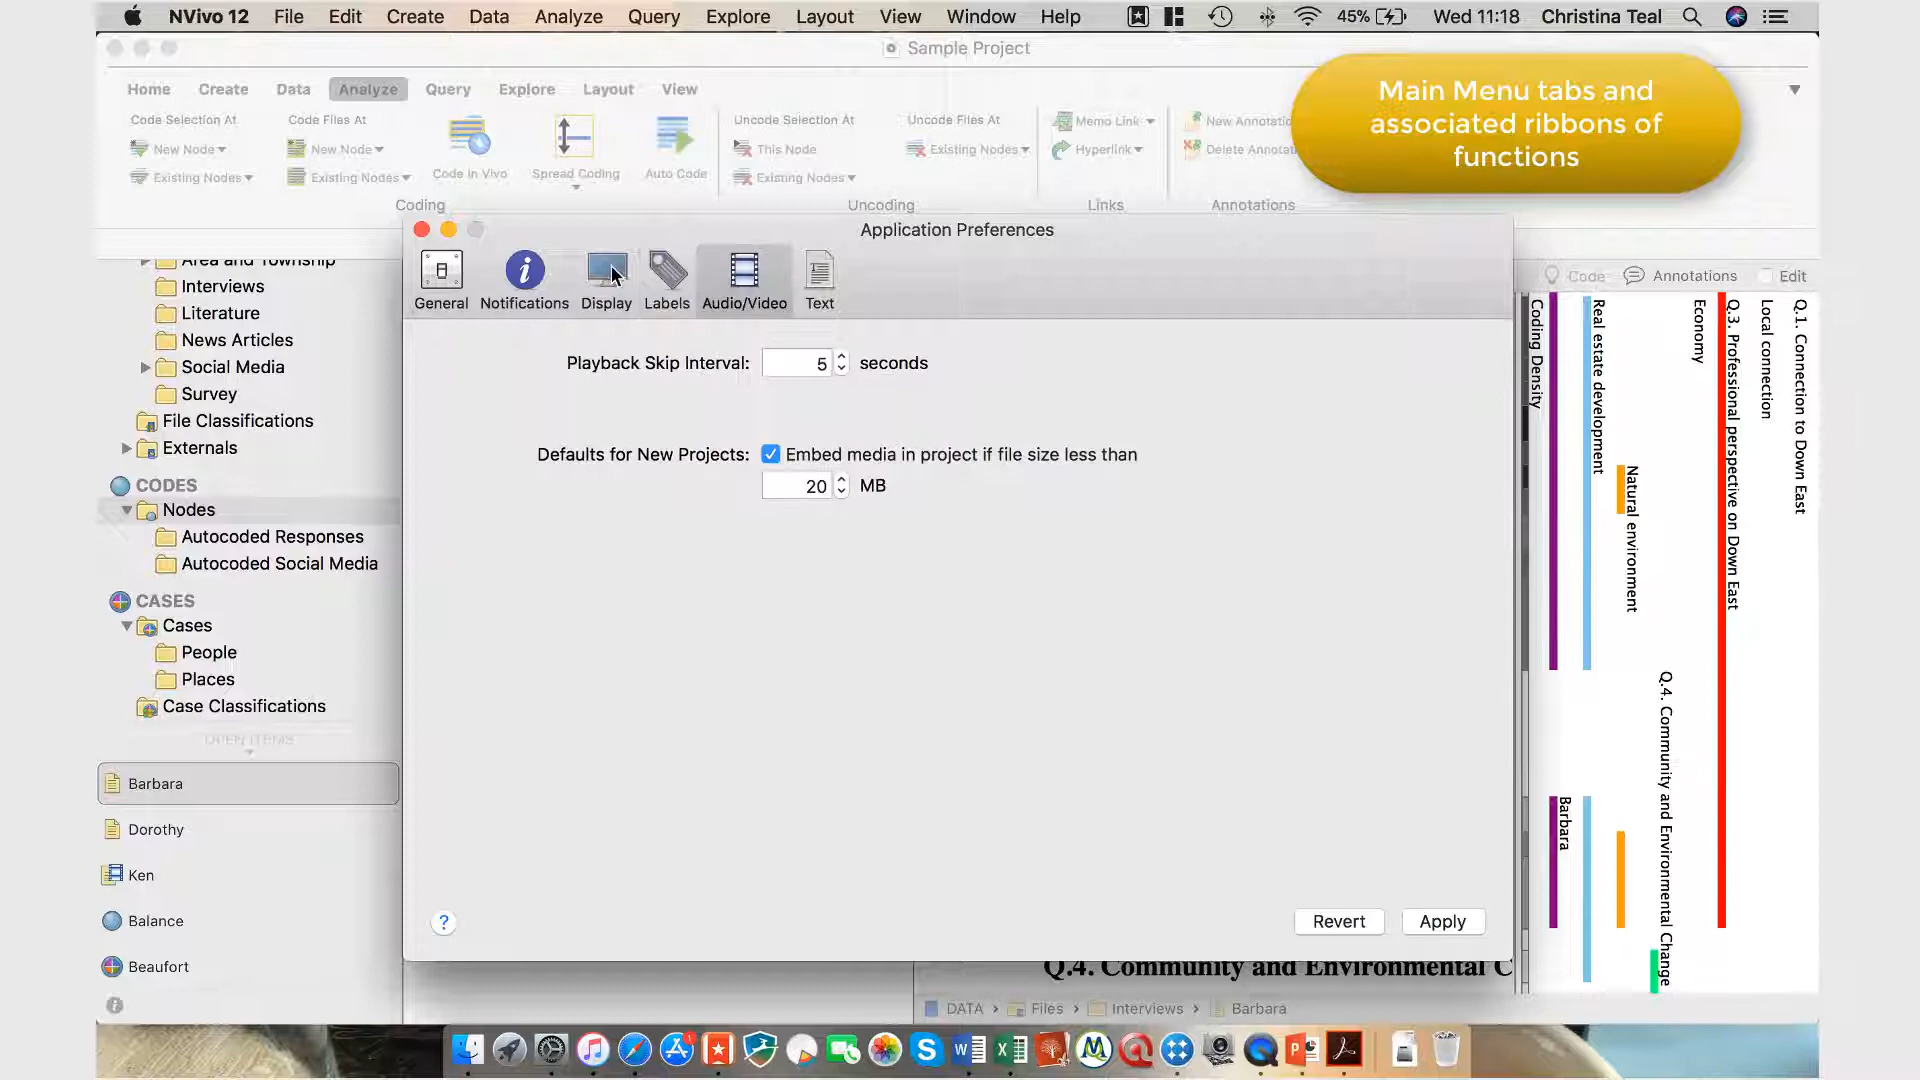 NVivo 12 File Edit Create Data Analyze Query Explore Layout View Window Help 45% Wed 11:18 Christina Teal
Sample Project
Home Create Data Analyze Query Explore Layout View
Main Menu tabs and
associated ribbons of
functions
Code Selection At Code Files At Uncode Selection At Uncode Files At
New Node New Node This Node Existing Nodes
Existing Nodes Existing Nodes Code In Vivo Spread Coding Auto Code Existing Nodes
Memo Link New Annotatio
Hyperlink Delete Annotat
Coding Uncoding Links Annotations
Application Preferences
General Notifications Display Labels Audio/Video Text
Playback Skip Interval: 5 seconds
Defaults for New Projects: Embed media in project if file size less than
20 MB
Revert Apply
Area and Township
Interviews
Literature
News Articles
Social Media
Survey
File Classifications
Externals
CODES
Nodes
Autocoded Responses
Autocoded Social Media
CASES
Cases
People
Places
Case Classifications
OPEN ITEMS
Barbara
Dorothy
Ken
Balance
Beaufort
Code Annotations Edit
Coding Density
Real estate development
Natural environment
Economy
Q.3. Professional perspective on Down East
Local connection
Q.1. Connection to Down East
Q.4. Community and Environmental Change
Barbara
Q.4. Community and Environmental C
DATA > Files > Interviews > Barbara